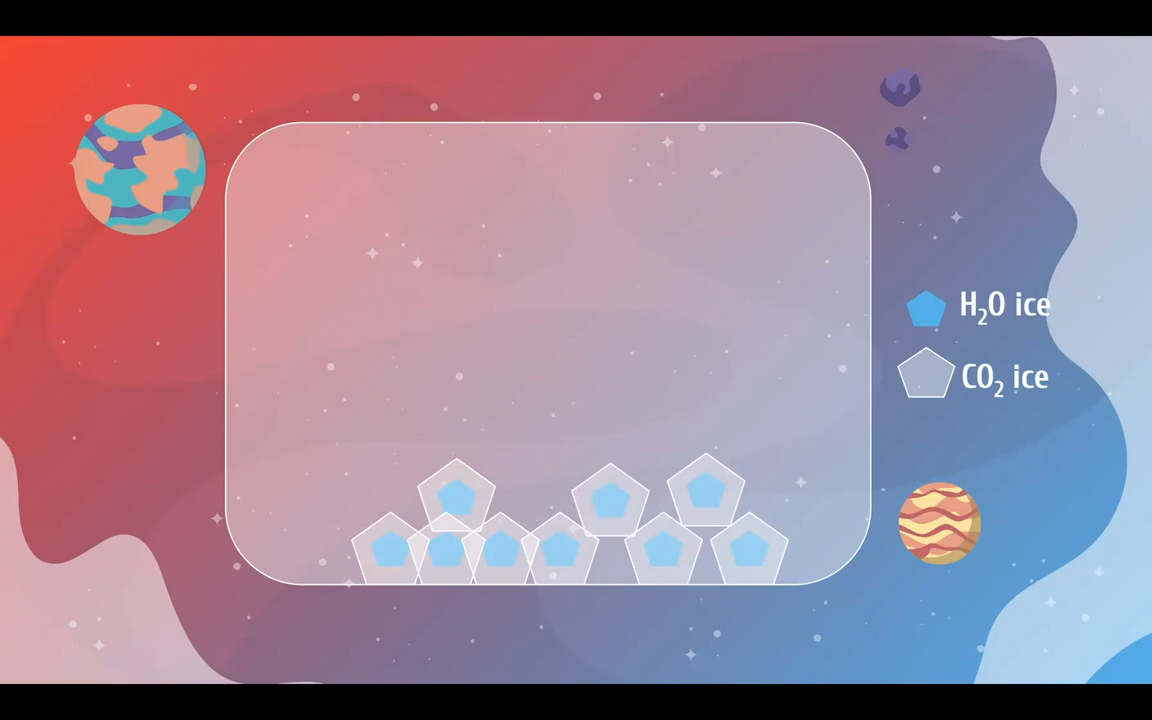 H₂O ice
CO₂ ice